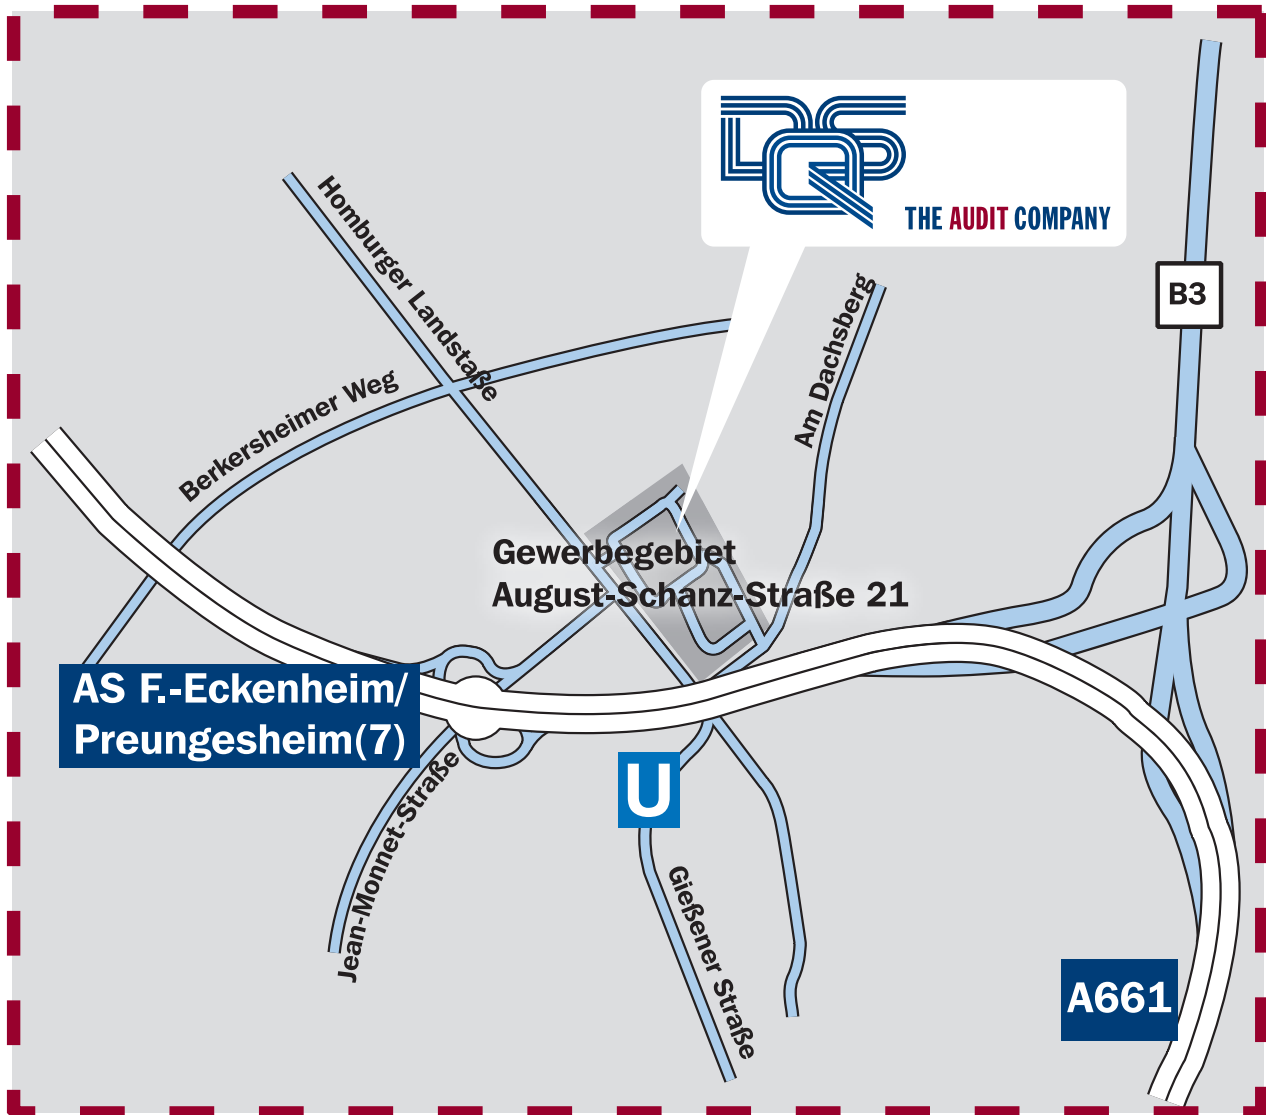 DQS
THE AUDIT COMPANY
Homburger Landstaße
B3
Am Dachsberg
Berkersheimer Weg
Gewerbegebiet
August-Schanz-Straße 21
AS F.-Eckenheim/
Preungesheim(7)
Jean-Monnet-Straße
U
Gießener Straße
A661